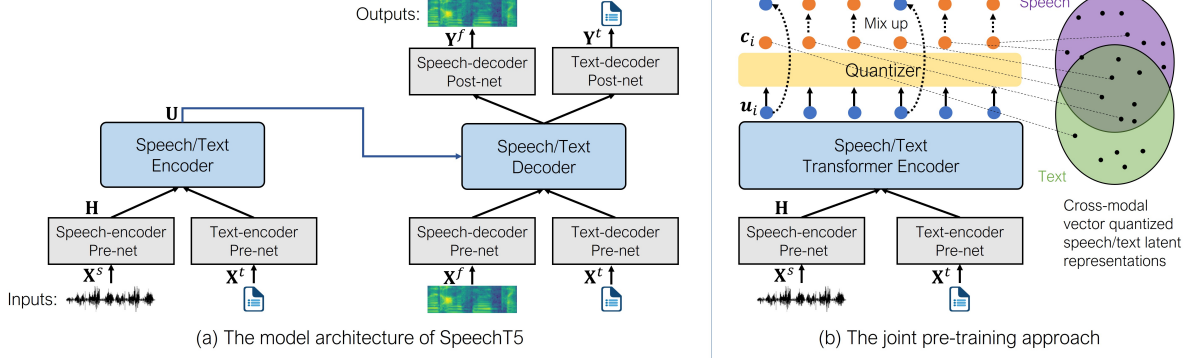 Outputs:
Y^f
Y^t
Speech-decoder
Post-net
Text-decoder
Post-net
U
Speech/Text
Encoder
Speech/Text
Decoder
H
Speech-encoder
Pre-net
Text-encoder
Pre-net
Speech-decoder
Pre-net
Text-decoder
Pre-net
X^s
X^t
X^f
X^t
Inputs:
(a) The model architecture of SpeechT5
Speech
Mix up
c_i
Quantizer
u_i
Speech/Text
Transformer Encoder
Text
H
Speech-encoder
Pre-net
Text-encoder
Pre-net
X^s
X^t
Cross-modal
vector quantized
speech/text latent
representations
(b) The joint pre-training approach